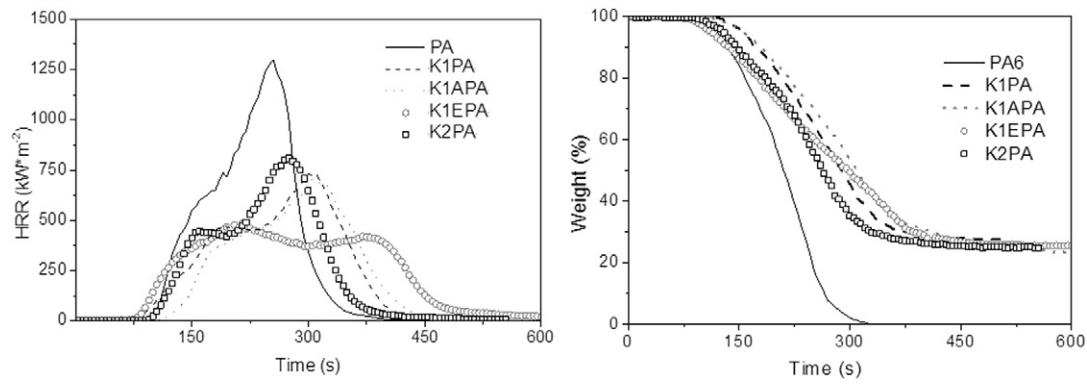 1500
1250
1000
750
500
250
0
HRR (kW*m-2)
PA
K1PA
K1APA
K1EPA
K2PA
150 300 450 600
Time (s)
100
80
60
40
20
0
Weight (%)
PA6
K1PA
K1APA
K1EPA
K2PA
0 150 300 450 600
Time (s)